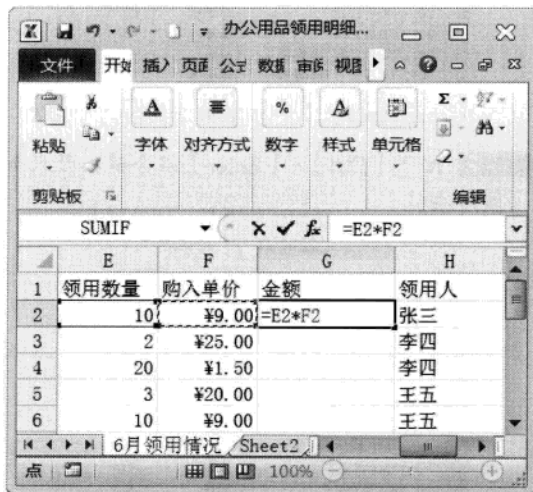 办公用品领用明细...
文件 开始 插入 页面 公式 数据 审阅 视图
粘贴 字体 对齐方式 数字 样式 单元格
剪贴板 编辑
SUMIF =E2*F2
E F G H
1 领用数量 购入单价 金额 领用人
2 10 ¥9.00 =E2*F2 张三
3 2 ¥25.00 李四
4 20 ¥1.50 李四
5 3 ¥20.00 王五
6 10 ¥9.00 王五
6月领用情况 Sheet2
点 100%